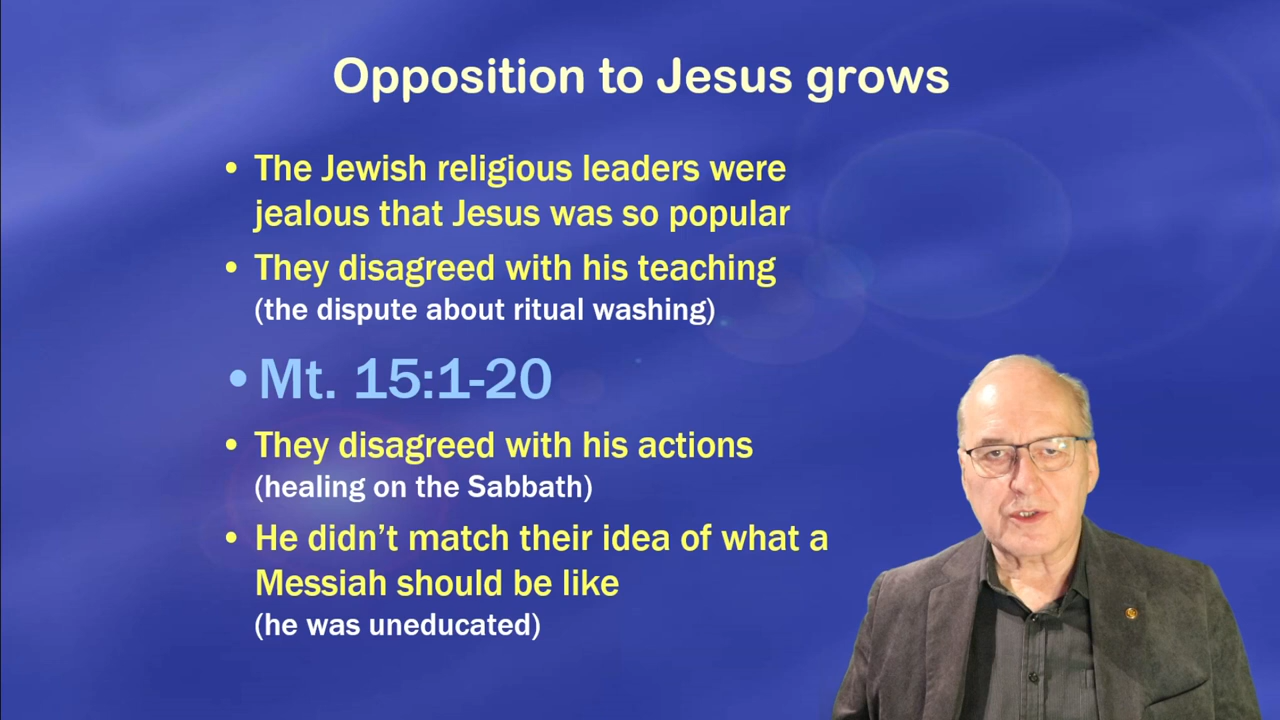 Opposition to Jesus grows
• The Jewish religious leaders were
jealous that Jesus was so popular
• They disagreed with his teaching
(the dispute about ritual washing)
• Mt. 15:1-20
• They disagreed with his actions
(healing on the Sabbath)
• He didn’t match their idea of what a
Messiah should be like
(he was uneducated)